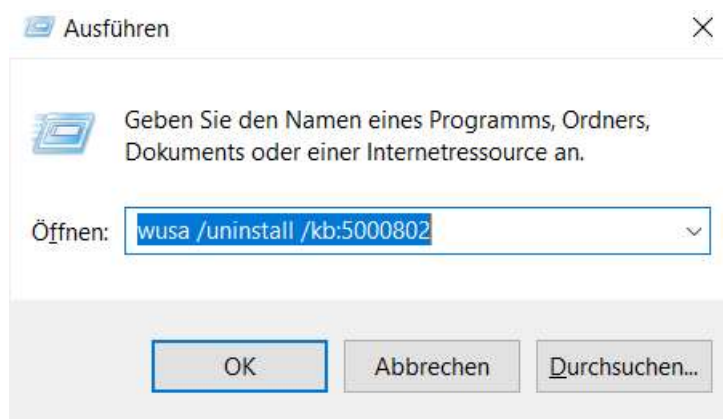 Ausführen
Geben Sie den Namen eines Programms, Ordners,
Dokuments oder einer Internetressource an.
Öffnen: wusa /uninstall /kb:5000802
OK Abbrechen Durchsuchen...